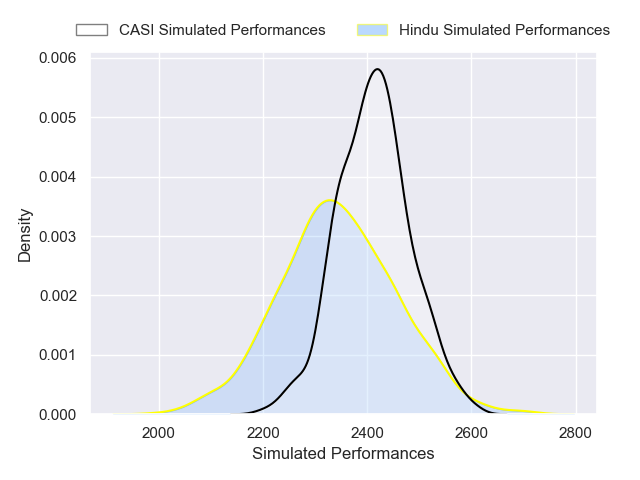 CASI Simulated Performances Hindu Simulated Performances
0.006
0.005
0.004
0.003
0.002
0.001
0.000
Density
2000 2200 2400 2600 2800
Simulated Performances